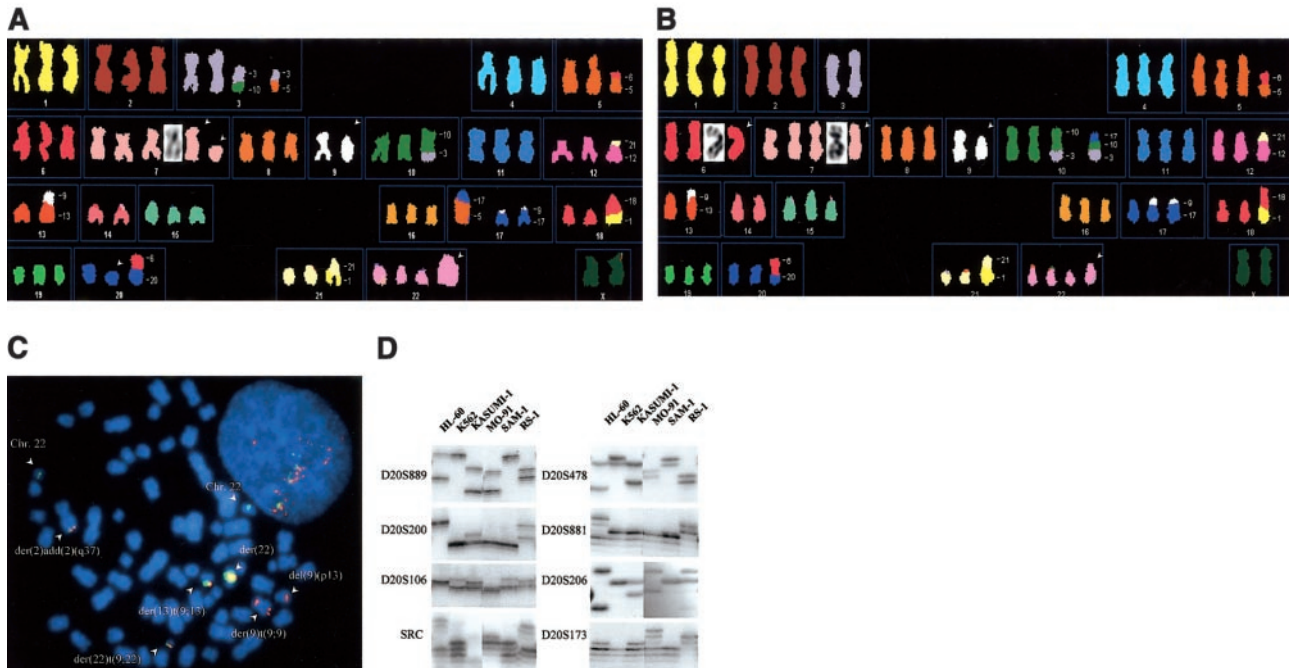 A
B
-3
-10
-3
-5
-6
-5
1
2
3
4
5
-10
-3
-21
-12
6
7
8
9
10
11
12
-9
-13
-17
-5
-9
-17
-18
-1
13
14
15
16
17
18
-6
-20
-21
-1
19
20
21
22
X
-6
-5
1
2
3
4
5
-10
-3
-17
-10
-3
-21
-12
6
7
8
9
10
11
12
-9
-13
-9
-17
-18
-1
13
14
15
16
17
18
-6
-20
-21
-1
19
20
21
22
C
Chr. 22
Chr. 22
der(2)add(2)(q37)
der(22)
del(9)(p13)
der(13)t(9;13)
der(9)t(9;9)
der(22)t(9;22)
D
HL-60
K562
KASUMI-1
MO-91
SAM-1
RS-1
HL-60
K562
KASUMI-1
MO-91
SAM-1
RS-1
D20S889
D20S478
D20S200
D20S881
D20S106
D20S206
SRC
D20S173